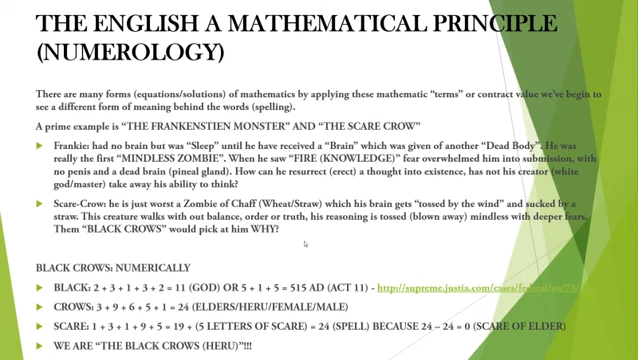 THE ENGLISH A MATHEMATICAL PRINCIPLE
(NUMEROLOGY)
There are many forms (equations/solutions) of mathematics by applying these mathematic “terms” or contract value we've begin to
see a different form of meaning behind the words (spelling).
A prime example is “THE FRANKENSTIEN MONSTER” AND “THE SCARE CROW”
Frankie: had no brain but was “Sleep” until he have received a “Brain” which was given of another “Dead Body”. He was
really the first “MINDLESS ZOMBIE”. When he saw “FIRE (KNOWLEDGE)” fear overwhelmed him into submission, with
no penis and a dead brain (pineal gland). How can he resurrect (erect) a thought into existence, has not his creator (white
god/master) take away his ability to think?
Scare-Crow: he is just worst a Zombie of Chaff (Wheat/Straw) which his brain gets “tossed by the wind” and sucked by a
straw. This creature walks with out balance, order or truth, his reasoning is tossed (blown away) mindless with deeper fears.
Them “BLACK CROWS” would pick at him WHY?
BLACK CROWS: NUMERICALLY
BLACK: 2 + 3 + 1 + 3 + 2 = 11 (GOD) OR 5 + 1 + 5 = 515 AD (ACT 11) - http://supreme.justia.com/cases/federal/us/74/
CROWS: 3 + 9 + 6 + 5 + 1 = 24 (ELDERS/HERU/FEMALE/MALE)
SCARE: 1 + 3 + 1 + 9 + 5 = 19 + (5 LETTERS OF SCARE) = 24 (SPELL) BECAUSE 24 – 24 = 0 (SCARE OF ELDER)
WE ARE “THE BLACK CROWS (HERU)”!!!